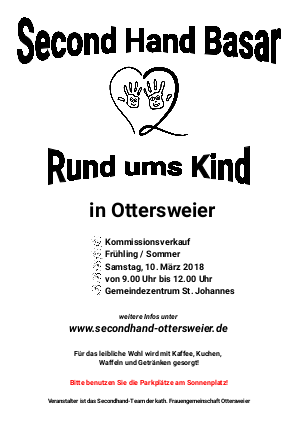 Second Hand Basar
Rund ums Kind
in Ottersweier
Kommissionsverkauf
Frühling / Sommer
Samstag, 10. März 2018
von 9.00 Uhr bis 12.00 Uhr
Gemeindezentrum St. Johannes
weitere Infos unter
www.secondhand-ottersweier.de
Für das leibliche Wohl wird mit Kaffee, Kuchen,
Waffeln und Getränken gesorgt!
Bitte benutzen Sie die Parkplätze am Sonnenplatz!
Veranstalter ist das Secondhand-Team der kath. Frauengemeinschaft Ottersweier